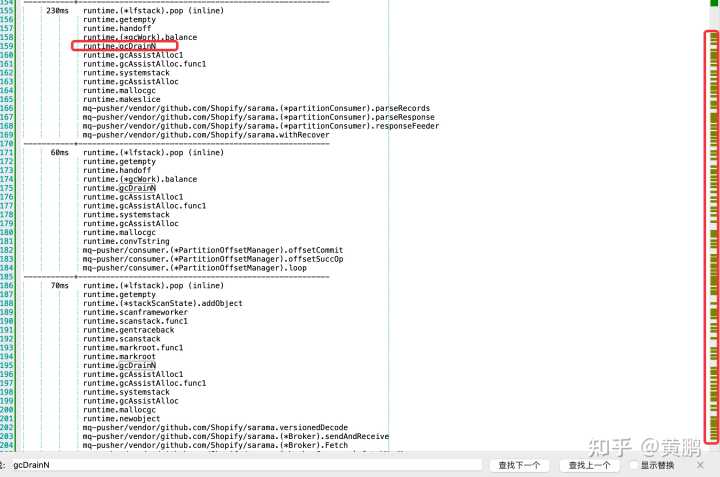 154
155 230ms runtime.(*lfstack).pop (inline)
156 runtime.getempty
157 runtime.handoff
158 runtime.(*gcWork).balance
159 runtime.gcDrainN
160 runtime.gcAssistAlloc1
161 runtime.gcAssistAlloc.func1
162 runtime.systemstack
163 runtime.gcAssistAlloc
164 runtime.mallocgc
165 runtime.makeslice
166 mq-pusher/vendor/github.com/Shopify/sarama.(*partitionConsumer).parseRecords
167 mq-pusher/vendor/github.com/Shopify/sarama.(*partitionConsumer).parseResponse
168 mq-pusher/vendor/github.com/Shopify/sarama.(*partitionConsumer).responseFeeder
169 mq-pusher/vendor/github.com/Shopify/sarama.withRecover
170 -----------+-------------------------------------------------------
171 60ms runtime.(*lfstack).pop (inline)
172 runtime.getempty
173 runtime.handoff
174 runtime.(*gcWork).balance
175 runtime.gcDrainN
176 runtime.gcAssistAlloc1
177 runtime.gcAssistAlloc.func1
178 runtime.systemstack
179 runtime.gcAssistAlloc
180 runtime.mallocgc
181 runtime.convTstring
182 mq-pusher/consumer.(*PartitionOffsetManager).offsetCommit
183 mq-pusher/consumer.(*PartitionOffsetManager).offsetSuccOp
184 mq-pusher/consumer.(*PartitionOffsetManager).loop
185 -----------+-------------------------------------------------------
186 70ms runtime.(*lfstack).pop (inline)
187 runtime.getempty
188 runtime.(*stackScanState).addObject
189 runtime.scanframeworker
190 runtime.scanstack.func1
191 runtime.gentraceback
192 runtime.scanstack
193 runtime.markroot.func1
194 runtime.markroot
195 runtime.gcDrainN
196 runtime.gcAssistAlloc1
197 runtime.gcAssistAlloc.func1
198 runtime.systemstack
199 runtime.gcAssistAlloc
200 runtime.mallocgc
201 runtime.newobject
202 mq-pusher/vendor/github.com/Shopify/sarama.versionedDecode
203 mq-pusher/vendor/github.com/Shopify/sarama.(*Broker).sendAndReceive
204 mq-pusher/vendor/github.com/Shopify/sarama.(*Broker).Fetch
知乎 @黄鹏
gcDrainN 查找下一个 查找上一个 显示替换